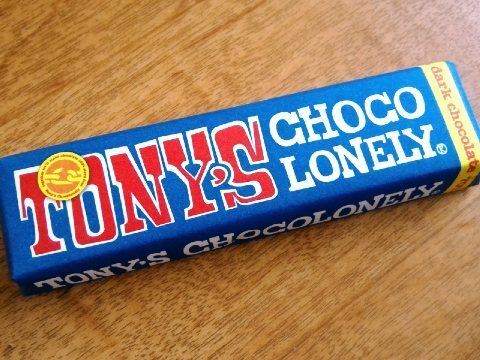 TONY'S
CHOCO
LONELY®
dark chocolate
TONY'S CHOCOLONELY.